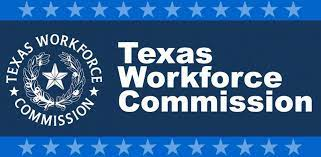 TEXAS WORKFORCE
COMMISSION
Texas
Workforce
Commission